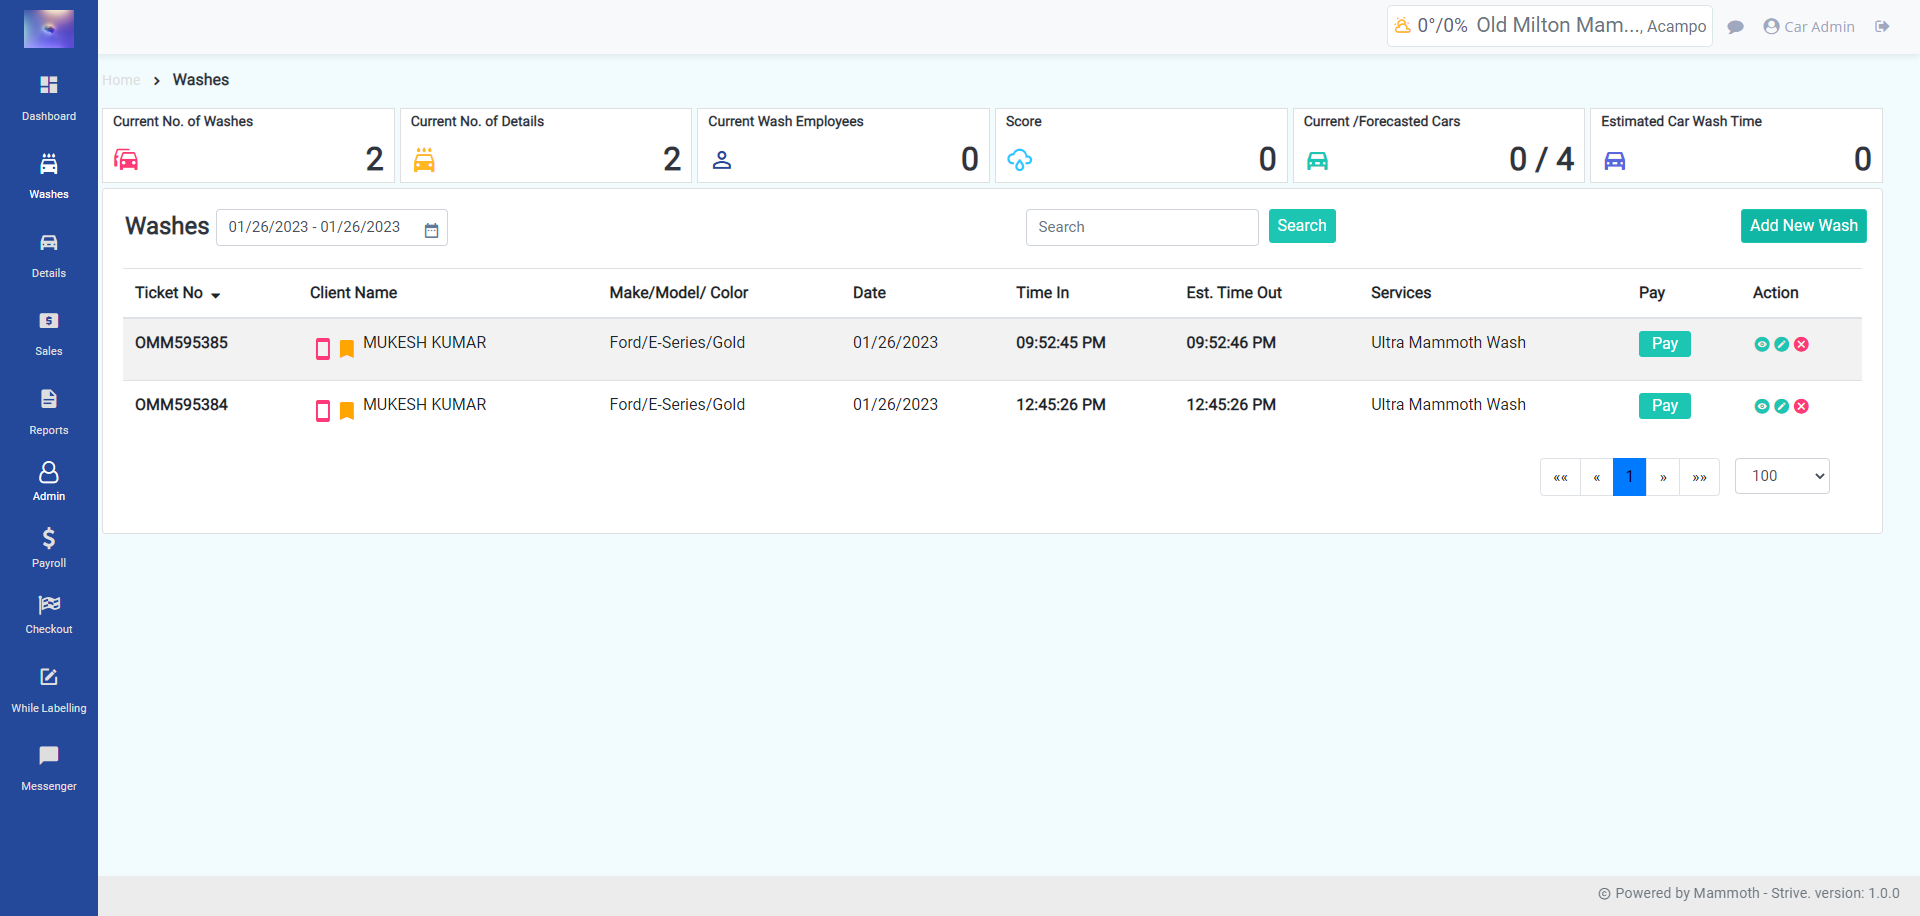 0°/0% Old Milton Mam..., Acampo
Car Admin
Dashboard
Washes
Details
Sales
Reports
Admin
Payroll
Checkout
While Labelling
Messenger
Home > Washes
Current No. of Washes
2
Current No. of Details
2
Current Wash Employees
0
Score
0
Current /Forecasted Cars
0 / 4
Estimated Car Wash Time
0
Washes 01/26/2023 - 01/26/2023 Search Search Add New Wash
Ticket No Client Name Make/Model/ Color Date Time In Est. Time Out Services Pay Action
OMM595385 MUKESH KUMAR Ford/E-Series/Gold 01/26/2023 09:52:45 PM 09:52:46 PM Ultra Mammoth Wash Pay
OMM595384 MUKESH KUMAR Ford/E-Series/Gold 01/26/2023 12:45:26 PM 12:45:26 PM Ultra Mammoth Wash Pay
«« « 1 » »» 100
© Powered by Mammoth - Strive. version: 1.0.0